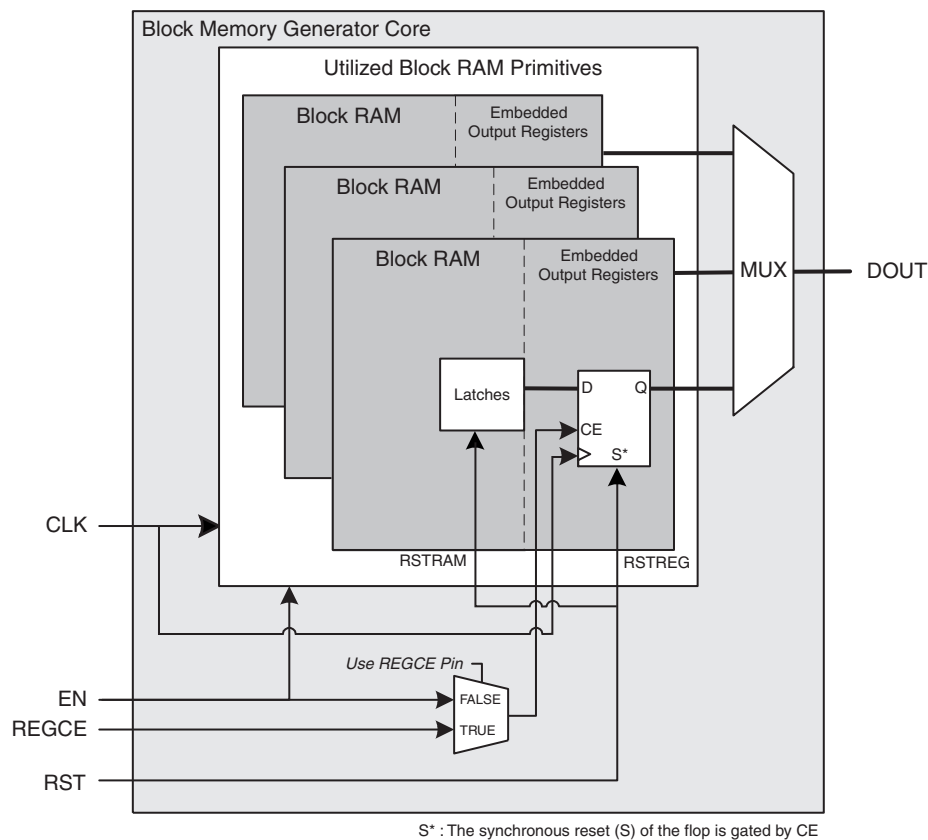 Block Memory Generator Core
Utilized Block RAM Primitives
Block RAM
Embedded
Output Registers
Block RAM
Embedded
Output Registers
Block RAM
Embedded
Output Registers
MUX
DOUT
Latches
D
Q
CE
S*
CLK
RSTRAM
RSTREG
Use REGCE Pin
EN
FALSE
REGCE
TRUE
RST
S* : The synchronous reset (S) of the flop is gated by CE